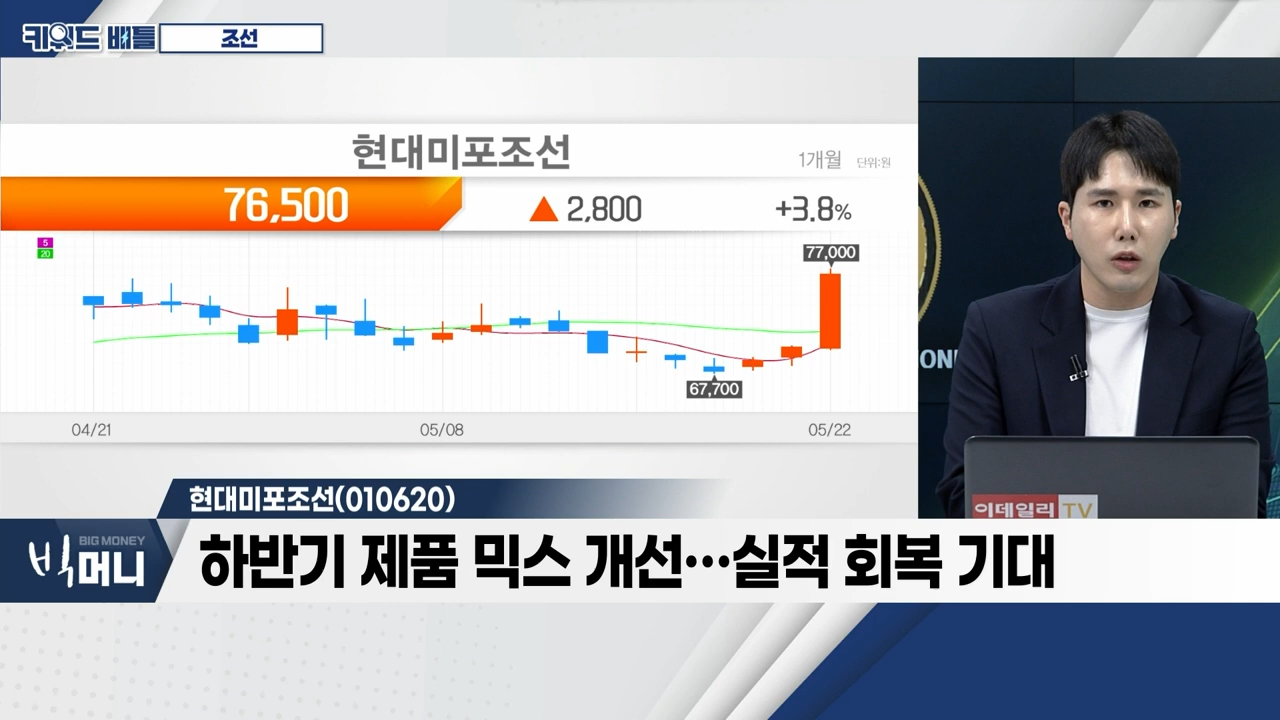 키워드 배틀
조선
현대미포조선
1개월 단위:원
76,500 ▲ 2,800 +3.8%
5
20
77,000
67,700
04/21 05/08 05/22
이데일리TV
현대미포조선(010620)
BIG MONEY
빅머니
하반기 제품 믹스 개선…실적 회복 기대